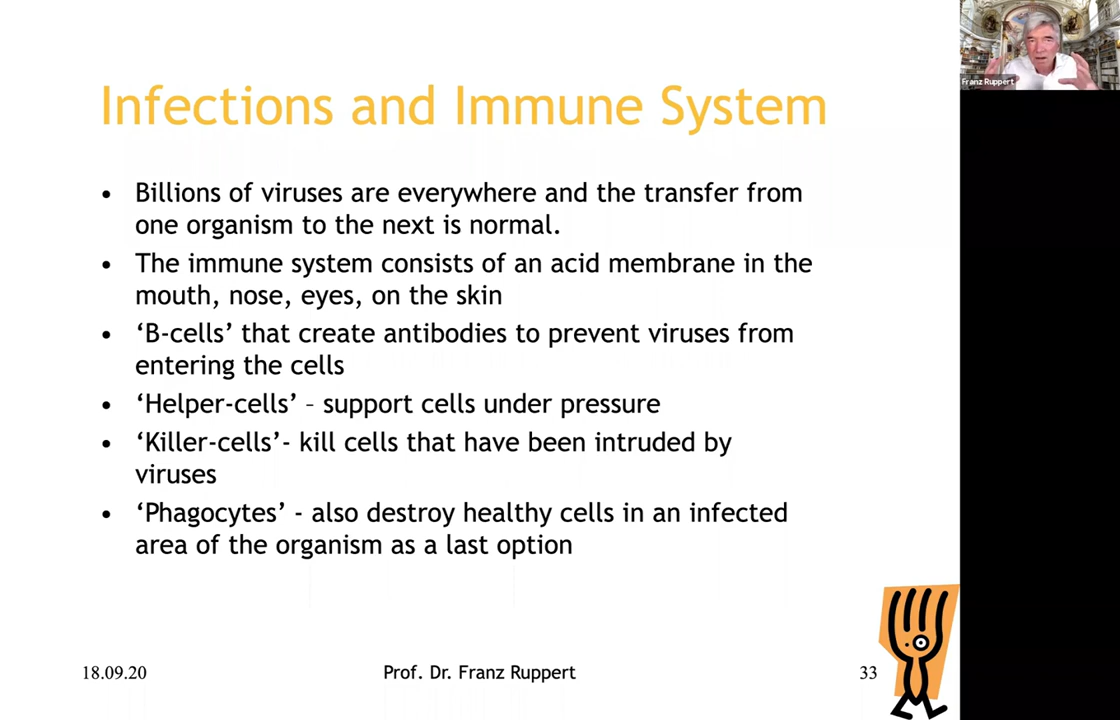 Franz Ruppert
Infections and Immune System
• Billions of viruses are everywhere and the transfer from
one organism to the next is normal.
• The immune system consists of an acid membrane in the
mouth, nose, eyes, on the skin
• ‘B-cells’ that create antibodies to prevent viruses from
entering the cells
• ‘Helper-cells’ – support cells under pressure
• ‘Killer-cells’- kill cells that have been intruded by
viruses
• ‘Phagocytes’ - also destroy healthy cells in an infected
area of the organism as a last option
18.09.20
Prof. Dr. Franz Ruppert
33